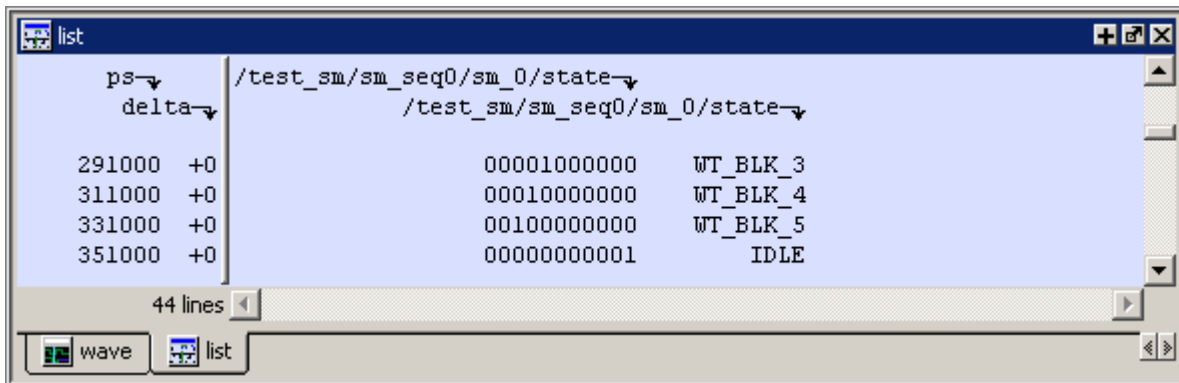 list
ps /test_sm/sm_seq0/sm_0/state
delta /test_sm/sm_seq0/sm_0/state
291000 +0 00001000000 WT_BLK_3
311000 +0 00010000000 WT_BLK_4
331000 +0 00100000000 WT_BLK_5
351000 +0 00000000001 IDLE
44 lines
wave list